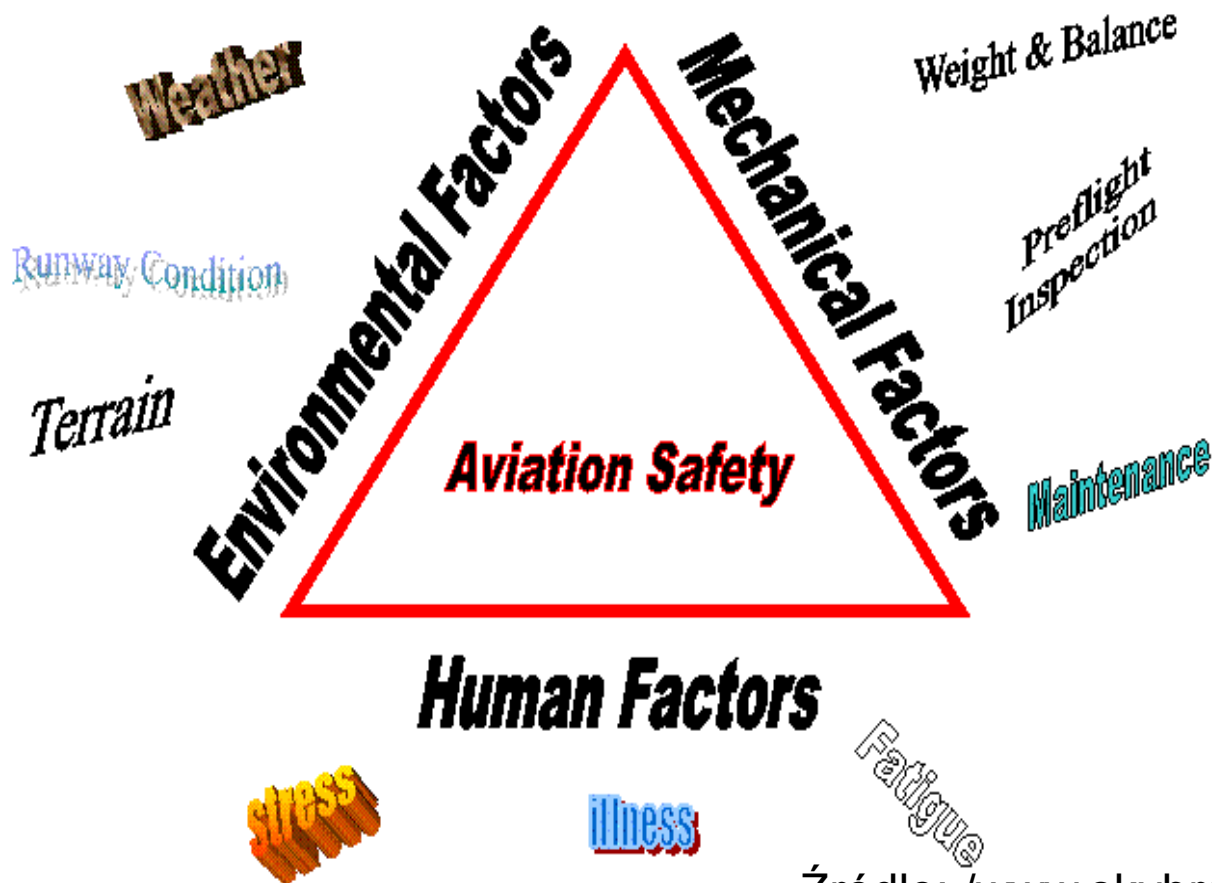 Weather
Runway Condition
Terrain
Environmental Factors
Mechanical Factors
Weight & Balance
Preflight
Inspection
Maintenance
Aviation Safety
Human Factors
stress
illness
Fatigue